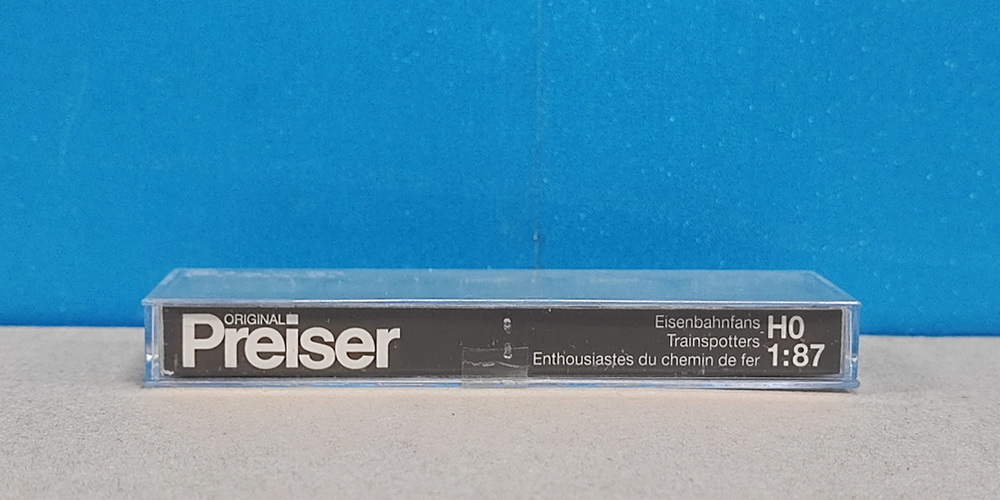 ORIGINAL
Preiser
Eisenbahnfans
Trainspotters
Enthousiastes du chemin de fer
H0
1:87